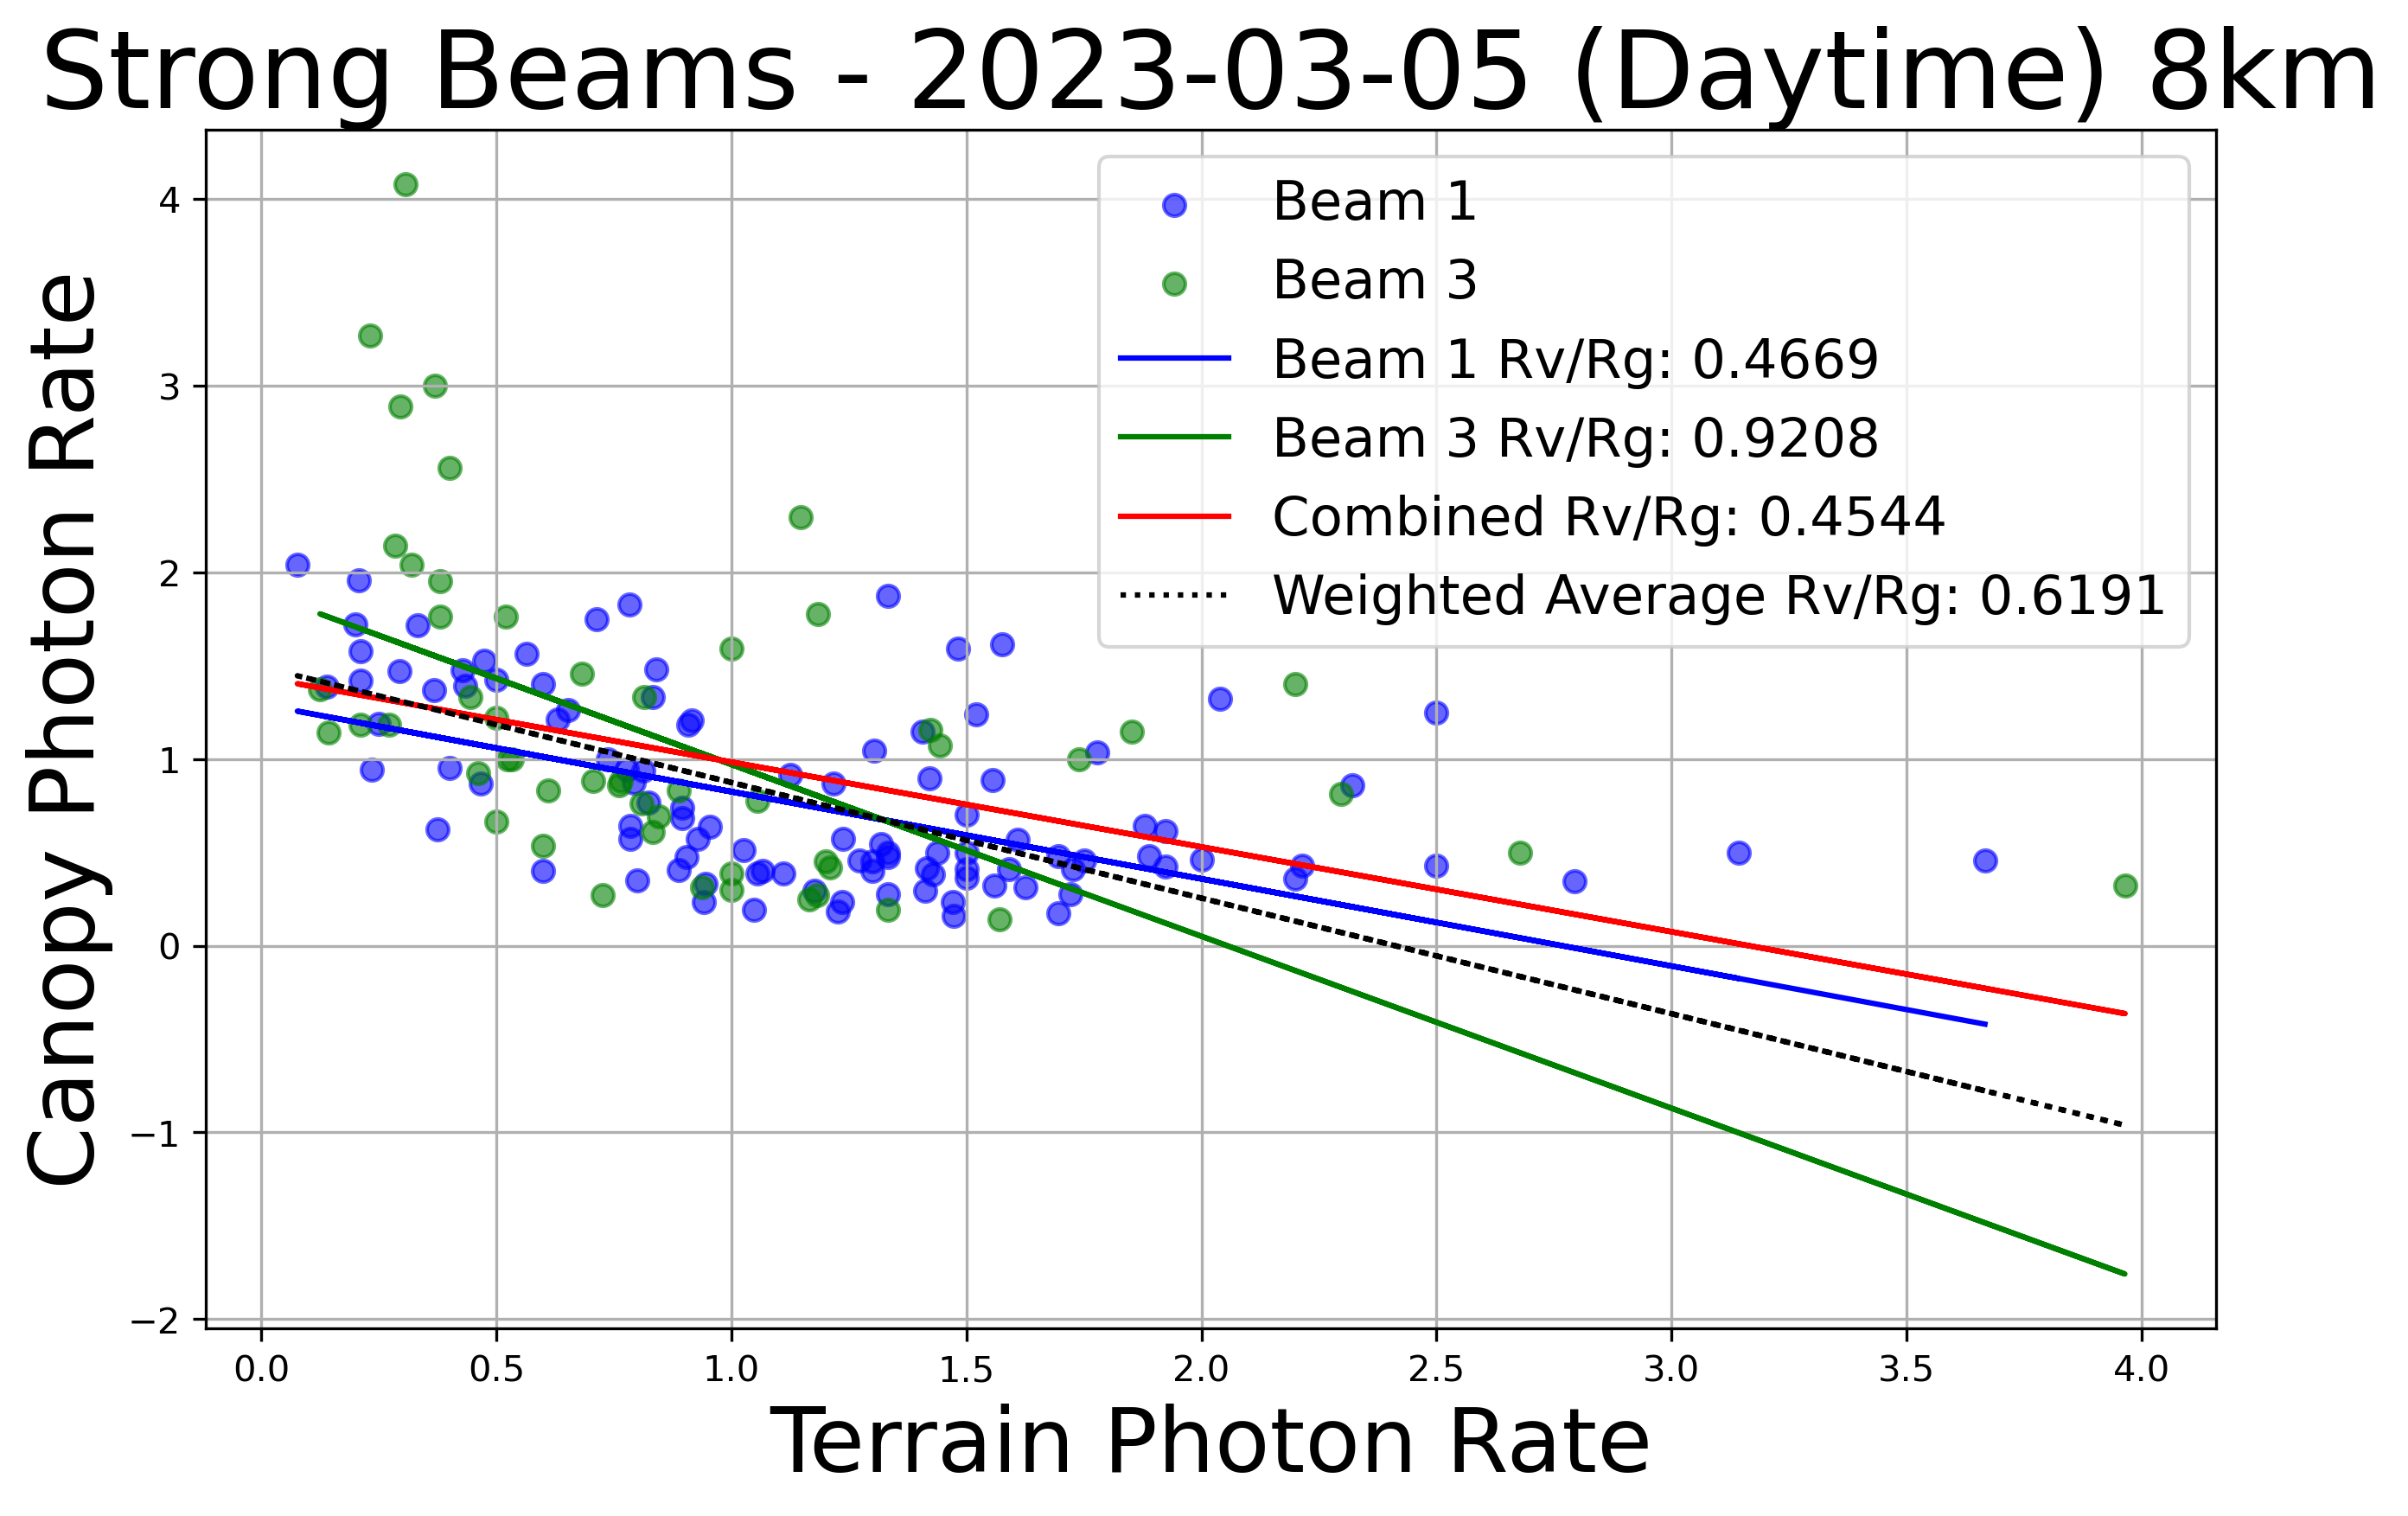 Strong Beams - 2023-03-05 (Daytime) 8km
Canopy Photon Rate
4
3
2
1
0
−1
−2
Beam 1
Beam 3
Beam 1 Rv/Rg: 0.4669
Beam 3 Rv/Rg: 0.9208
Combined Rv/Rg: 0.4544
Weighted Average Rv/Rg: 0.6191
0.0 0.5 1.0 1.5 2.0 2.5 3.0 3.5 4.0
Terrain Photon Rate